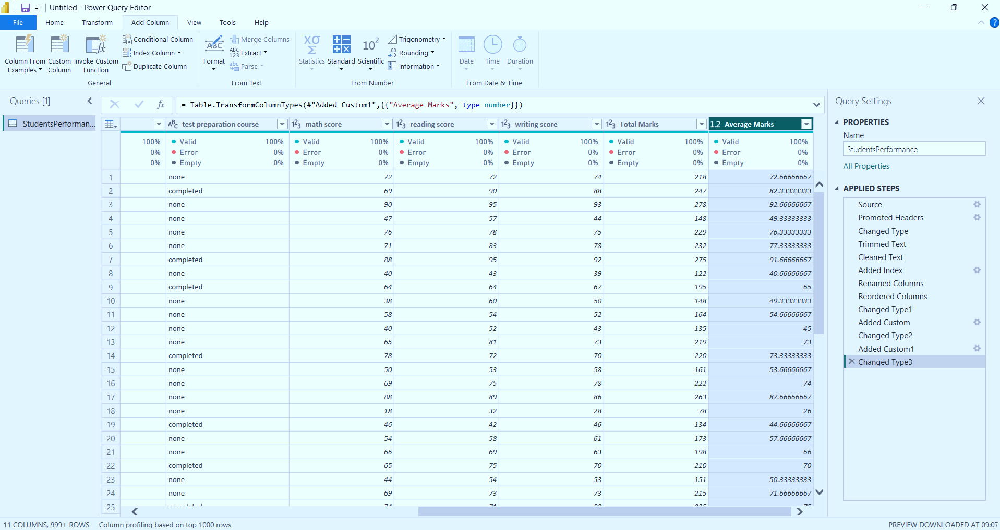 Untitled - Power Query Editor
File Home Transform Add Column View Tools Help
Column From Examples
Custom Column
Invoke Custom Function
Conditional Column
Index Column
Duplicate Column
General
ABC
Format
Merge Columns
ABC 123 Extract
abc Parse
From Text
XΣσ
Statistics
Standard
10² Scientific
Trigonometry
.00 →.0 Rounding
Information
From Number
Date
Time
Duration
From Date & Time
Queries [1]
StudentsPerforman...
fx = Table.TransformColumnTypes(#"Added Custom1",{{"Average Marks", type number}})
ABC test preparation course 123 math score 123 reading score 123 writing score 123 Total Marks 1.2 Average Marks
100% Valid 100% Valid 100% Valid 100% Valid 100% Valid 100% Valid 100%
0% Error 0% Error 0% Error 0% Error 0% Error 0% Error 0%
0% Empty 0% Empty 0% Empty 0% Empty 0% Empty 0% Empty 0%
1 none 72 72 74 218 72.66666667
2 completed 69 90 88 247 82.33333333
3 none 90 95 93 278 92.66666667
4 none 47 57 44 148 49.33333333
5 none 76 78 75 229 76.33333333
6 none 71 83 78 232 77.33333333
7 completed 88 95 92 275 91.66666667
8 none 40 43 39 122 40.66666667
9 completed 64 64 67 195 65
10 none 38 60 50 148 49.33333333
11 none 58 54 52 164 54.66666667
12 none 40 52 43 135 45
13 none 65 81 73 219 73
14 completed 78 72 70 220 73.33333333
15 none 50 53 58 161 53.66666667
16 none 69 75 78 222 74
17 none 88 89 86 263 87.66666667
18 none 18 32 28 78 26
19 completed 46 42 46 134 44.66666667
20 none 54 58 61 173 57.66666667
21 none 66 69 63 198 66
22 completed 65 75 70 210 70
23 none 44 54 53 151 50.33333333
24 none 69 73 73 215 71.66666667
25
Query Settings
PROPERTIES
Name
StudentsPerformance
All Properties
APPLIED STEPS
Source
Promoted Headers
Changed Type
Trimmed Text
Cleaned Text
Added Index
Renamed Columns
Reordered Columns
Changed Type1
Added Custom
Changed Type2
Added Custom1
Changed Type3
11 COLUMNS, 999+ ROWS Column profiling based on top 1000 rows PREVIEW DOWNLOADED AT 09:07